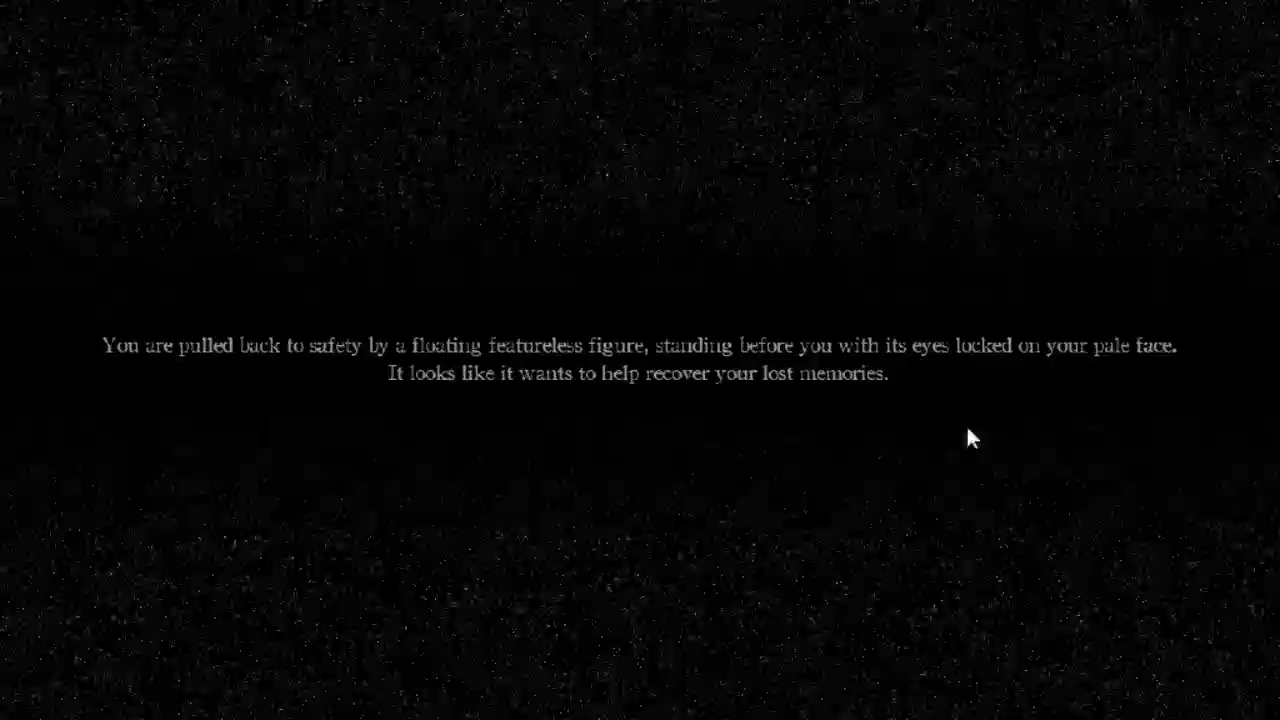 You are pulled back to safety by a floating featureless figure, standing before you with its eyes locked on your pale face.
It looks like it wants to help recover your lost memories.